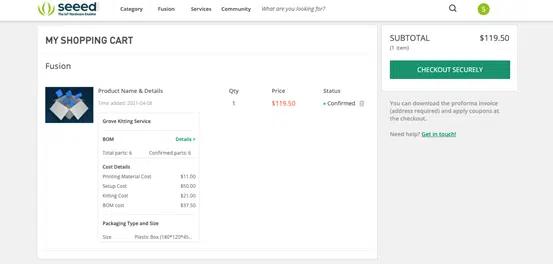 seeed
The IoT Hardware Enabler
Category
Fusion
Services
Community
What are you looking for?
S
MY SHOPPING CART
Fusion
Product Name & Details
Qty
Price
Status
Time added: 2021-04-08
1
$119.50
Confirmed
Grove Kitting Service
BOM
Details >
Total parts: 6
Confirmed parts: 6
Cost Details
Printing Material Cost
$11.00
Setup Cost
$50.00
Kitting Cost
$21.00
BOM cost
$37.50
Packaging Type and Size
Size
Plastic Box (180*120*45...
SUBTOTAL
$119.50
(1 item)
CHECKOUT SECURELY
You can download the proforma invoice
(address required) and apply coupons at
the checkout.
Need help? Get in touch!